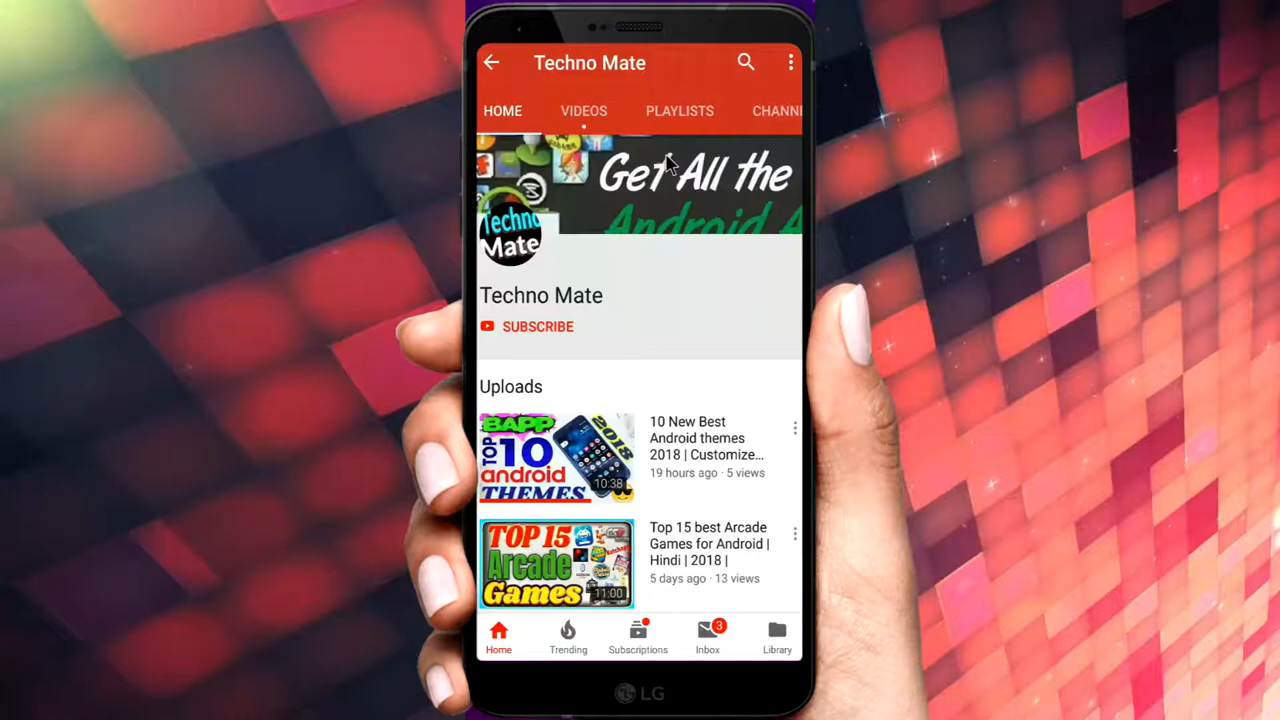 Techno Mate
HOME VIDEOS PLAYLISTS CHANN
Get All the
Android A
Techno
Mate
Techno Mate
SUBSCRIBE
Uploads
BAPP
TOP 10
2018
android
THEMES
10:38
10 New Best
Android themes
2018 | Customize...
19 hours ago · 5 views
TOP 15
Arcade
Games
11:00
Top 15 best Arcade
Games for Android |
Hindi | 2018 |
5 days ago · 13 views
3
Home Trending Subscriptions Inbox Library
LG